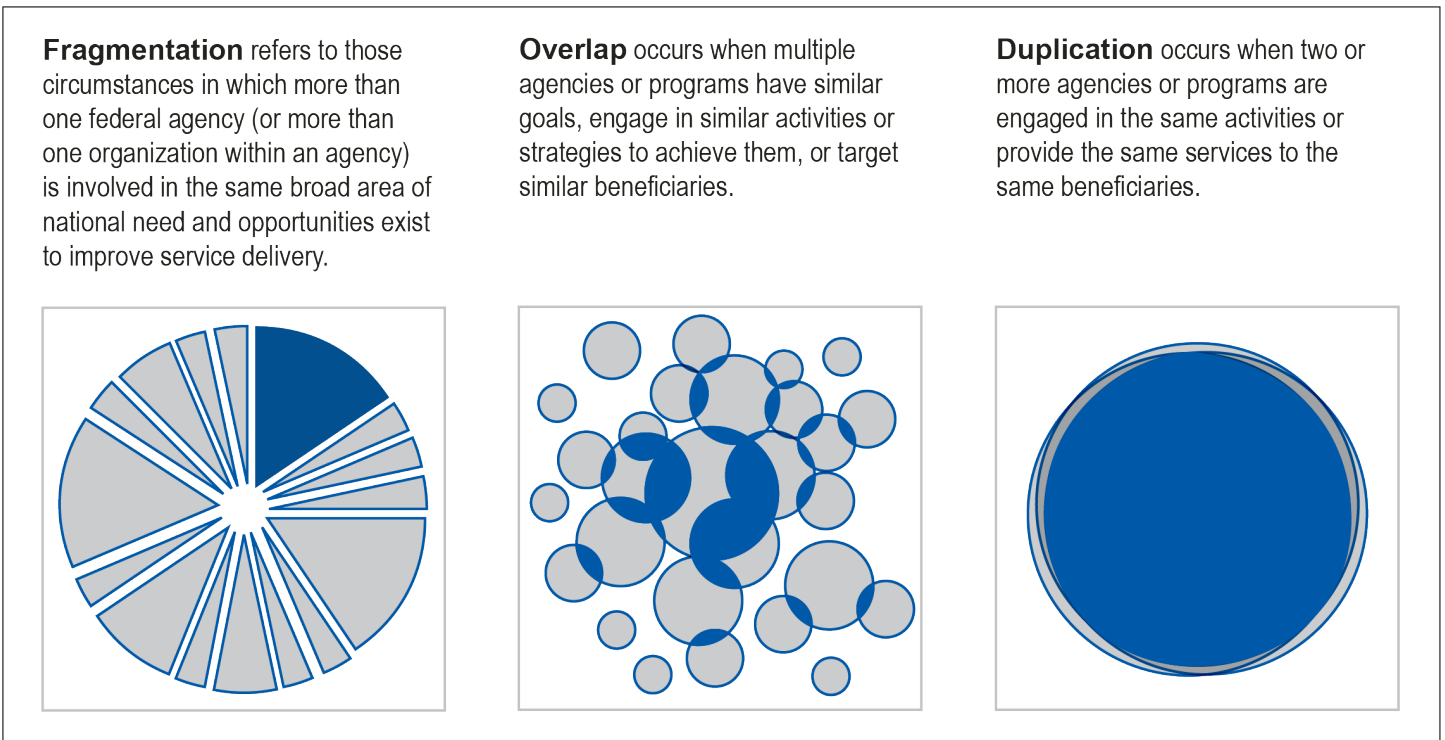 Fragmentation refers to those
circumstances in which more than
one federal agency (or more than
one organization within an agency)
is involved in the same broad area of
national need and opportunities exist
to improve service delivery.
Overlap occurs when multiple
agencies or programs have similar
goals, engage in similar activities or
strategies to achieve them, or target
similar beneficiaries.
Duplication occurs when two or
more agencies or programs are
engaged in the same activities or
provide the same services to the
same beneficiaries.